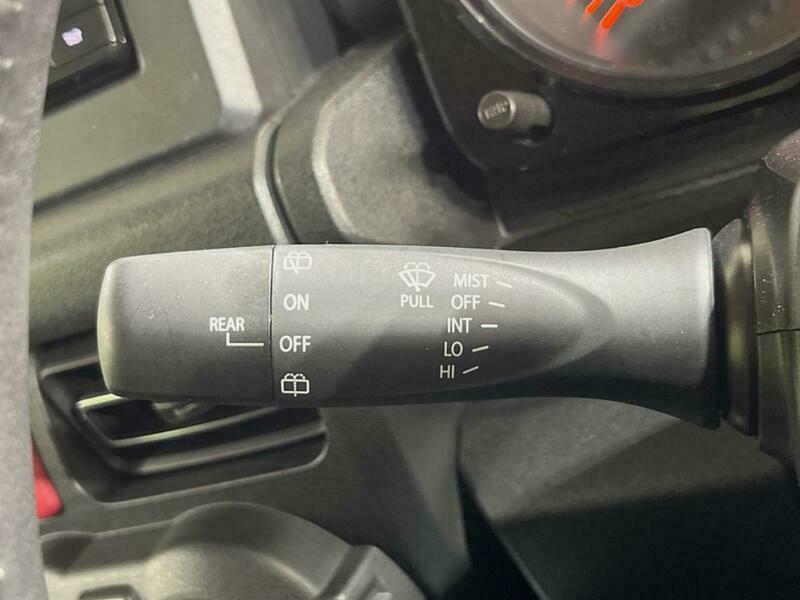 REAR
ON
OFF
PULL
MIST
OFF
INT
LO
HI